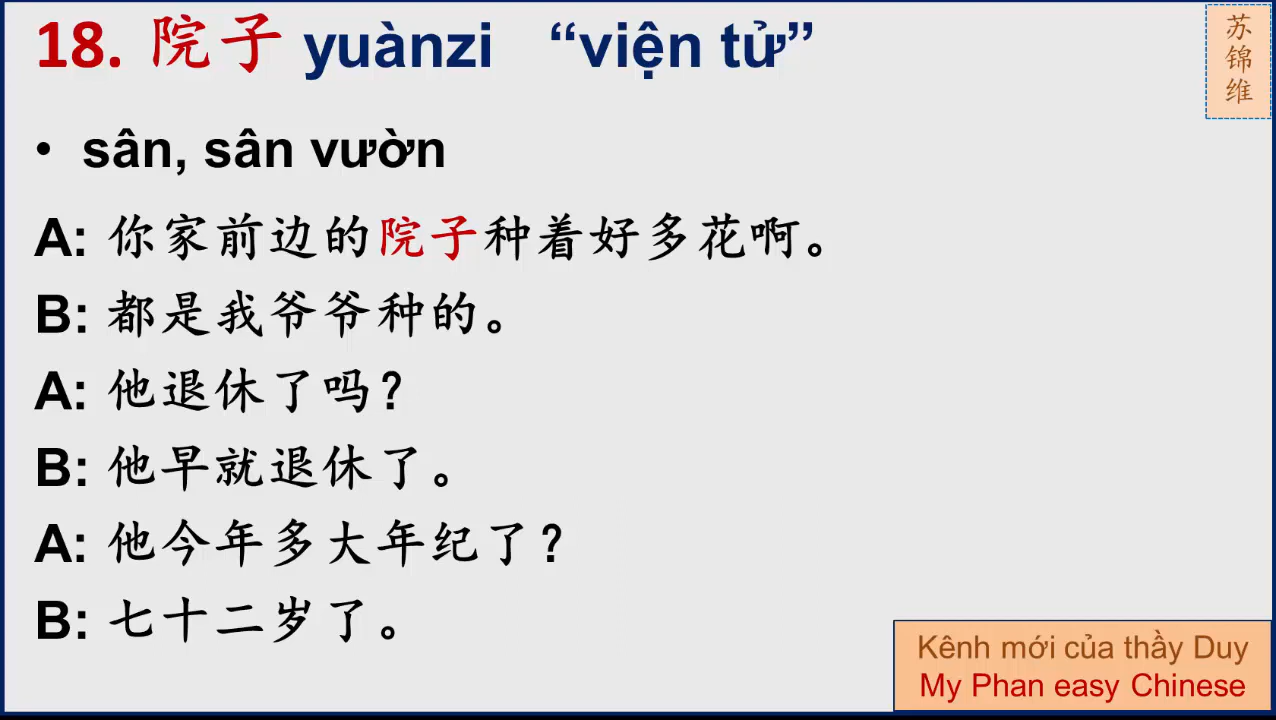 18. 院子 yuànzi “viện tử”
苏锦维
• sân, sân vườn
A: 你家前边的院子种着好多花啊。
B: 都是我爷爷种的。
A: 他退休了吗？
B: 他早就退休了。
A: 他今年多大年纪了？
B: 七十二岁了。
Kênh mới của thầy Duy
My Phan easy Chinese